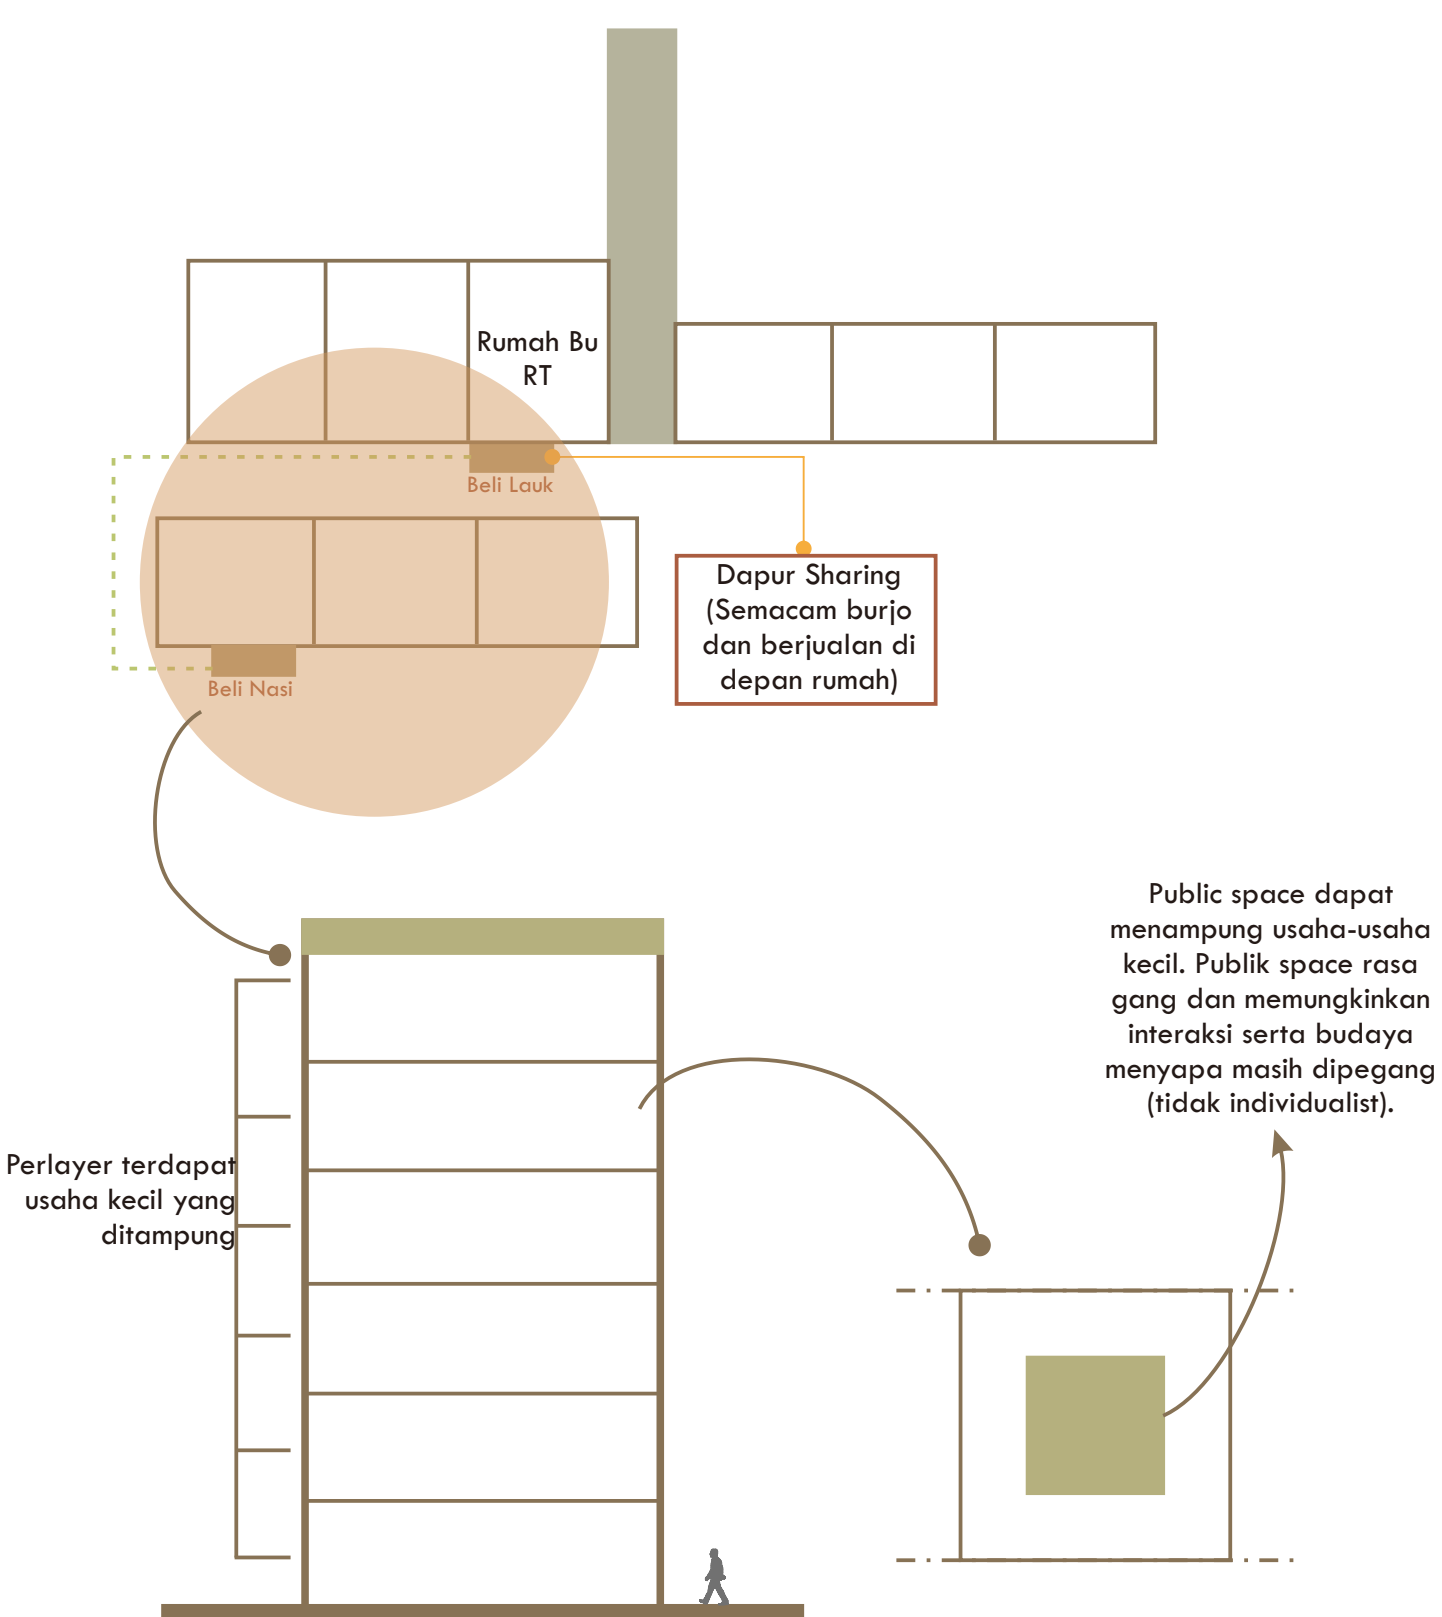 Rumah Bu
RT
Beli Lauk
Dapur Sharing
(Semacam burjo
dan berjualan di
depan rumah)
Beli Nasi
Public space dapat
menampung usaha-usaha
kecil. Publik space rasa
gang dan memungkinkan
interaksi serta budaya
menyapa masih dipegang
(tidak individualist).
Perlayer terdapat
usaha kecil yang
ditampung